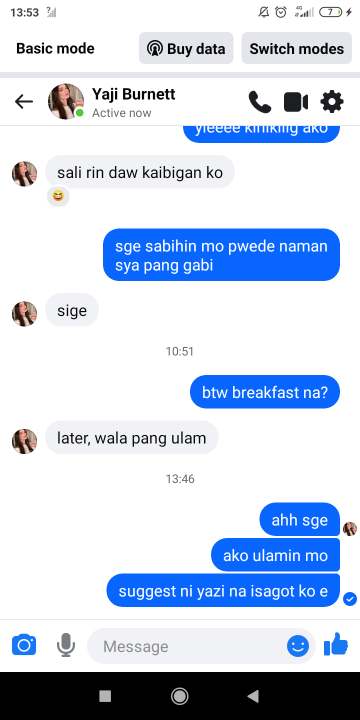 13:53
7
Basic mode
Buy data
Switch modes
Yaji Burnett
Active now
yieeee kinikilig ako
sali rin daw kaibigan ko
sge sabihin mo pwede naman
sya pang gabi
sige
10:51
btw breakfast na?
later, wala pang ulam
13:46
ahh sge
ako ulamin mo
suggest ni yazi na isagot ko e
Message